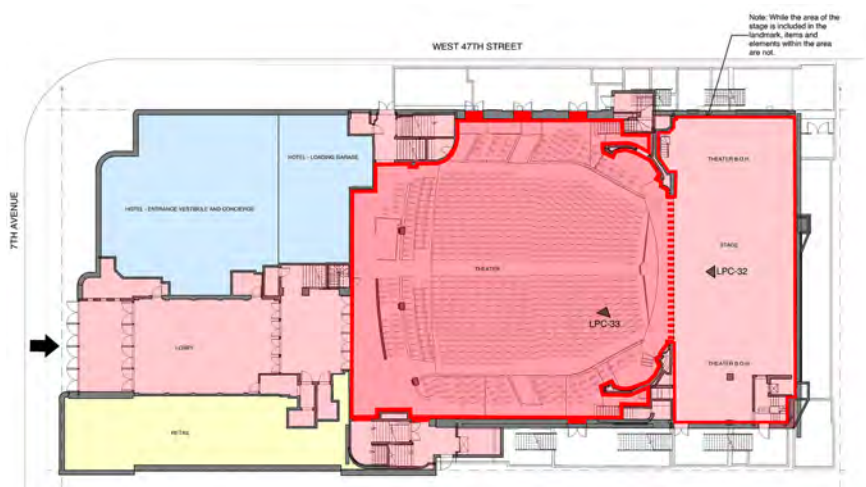 Note: While the area of the
stage is included in the
landmark, items and
elements within the area
are not.
WEST 47TH STREET
7TH AVENUE
HOTEL - LOADING GARAGE
HOTEL - ENTRANCE VESTIBULE AND CONCIERGE
THEATER B.O.H.
STAGE
THEATER
LPC-32
LPC-33
LOBBY
THEATER B.O.H.
RETAIL